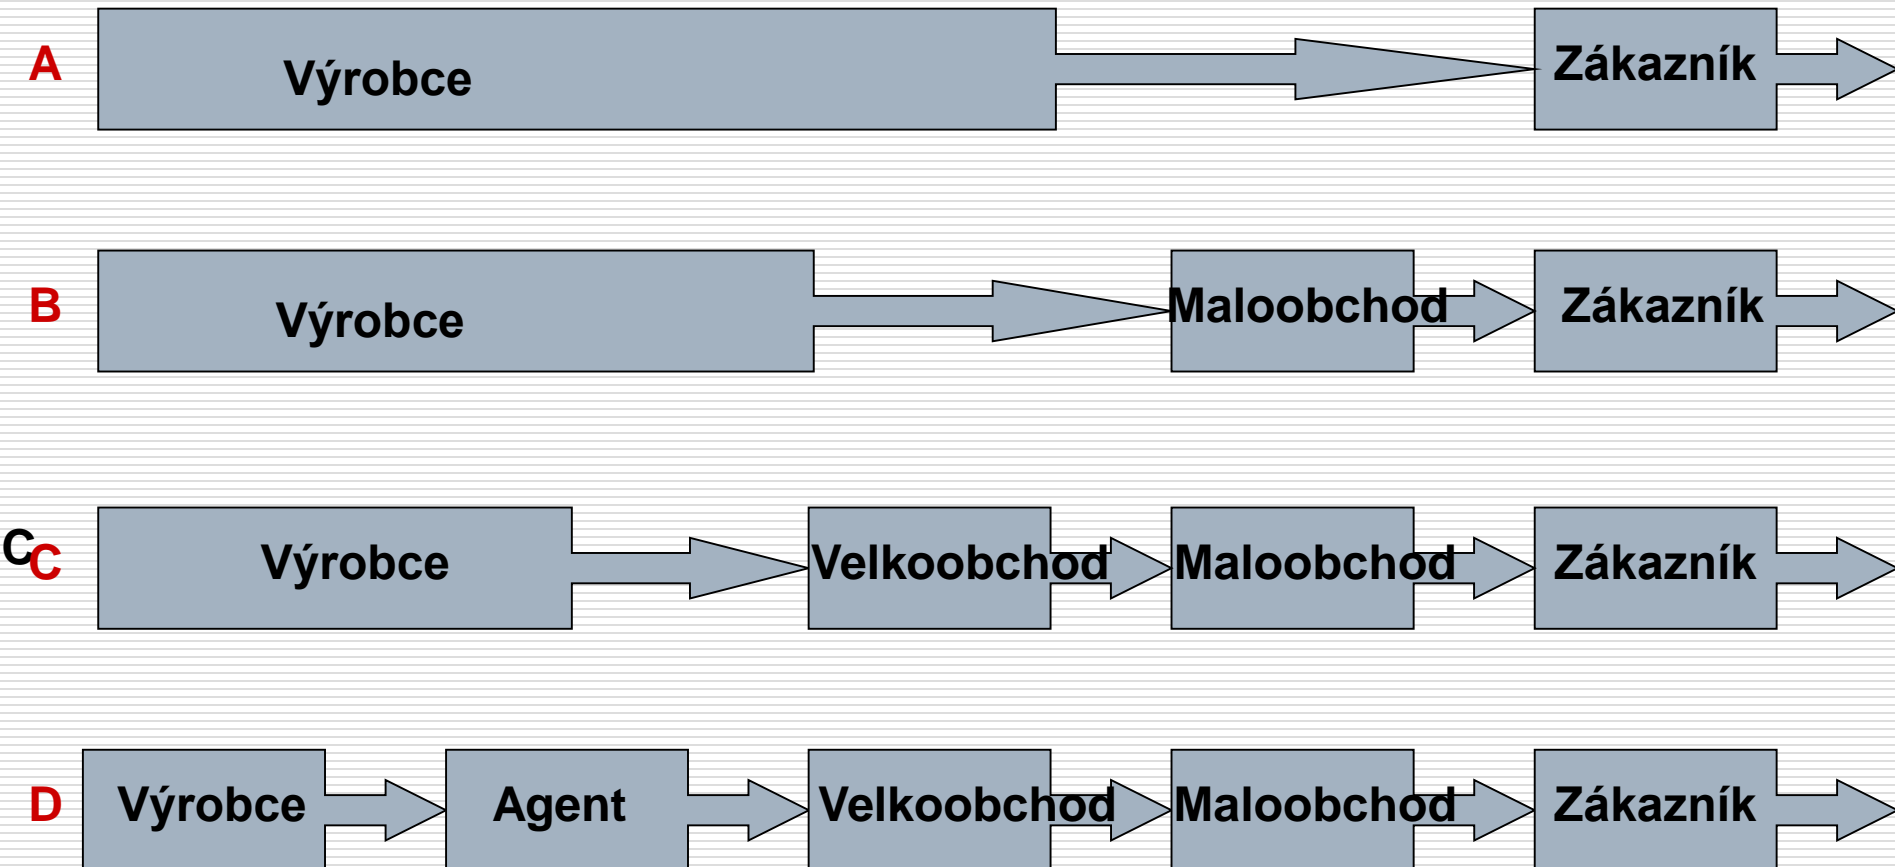 A Výrobce Zákazník
B Výrobce Maloobchod Zákazník
C C Výrobce Velkoobchod Maloobchod Zákazník
D Výrobce Agent Velkoobchod Maloobchod Zákazník